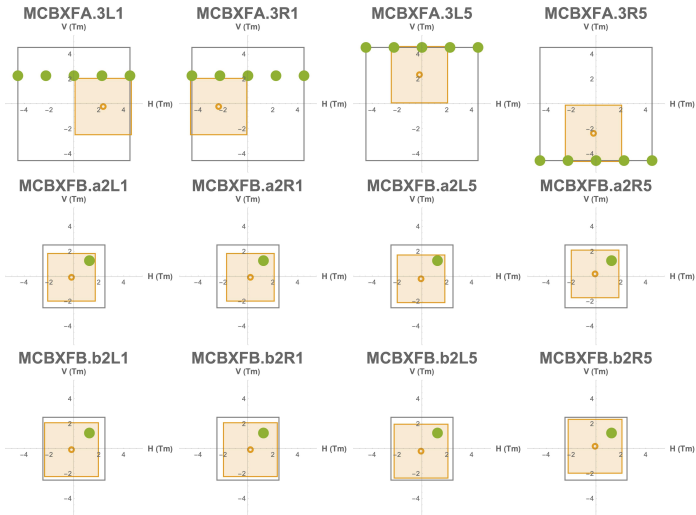 MCBXFA.3L1 MCBXFA.3R1 MCBXFA.3L5 MCBXFA.3R5
V (Tm) V (Tm) V (Tm) V (Tm)
4 4
2 2
−4 −2 2 4 H (Tm) −4 −2 2 4 H (Tm) −4 −2 2 4 H (Tm) −4 −2 2 4 H (Tm)
−2 −2 −2 −2
−4 −4 −4 −4
MCBXFB.a2L1 MCBXFB.a2R1 MCBXFB.a2L5 MCBXFB.a2R5
V (Tm) V (Tm) V (Tm) V (Tm)
4 4 4 4
2 2 2 2
−4 −2 2 4 H (Tm) −4 −2 2 4 H (Tm) −4 −2 2 4 H (Tm) −4 −2 2 4 H (Tm)
−2 −2 −2 −2
−4 −4 −4 −4
MCBXFB.b2L1 MCBXFB.b2R1 MCBXFB.b2L5 MCBXFB.b2R5
V (Tm) V (Tm) V (Tm) V (Tm)
4 4 4 4
2 2 2 2
−4 −2 2 4 H (Tm) −4 −2 2 4 H (Tm) −4 −2 2 4 H (Tm) −4 −2 2 4 H (Tm)
−2 −2 −2 −2
−4 −4 −4 −4